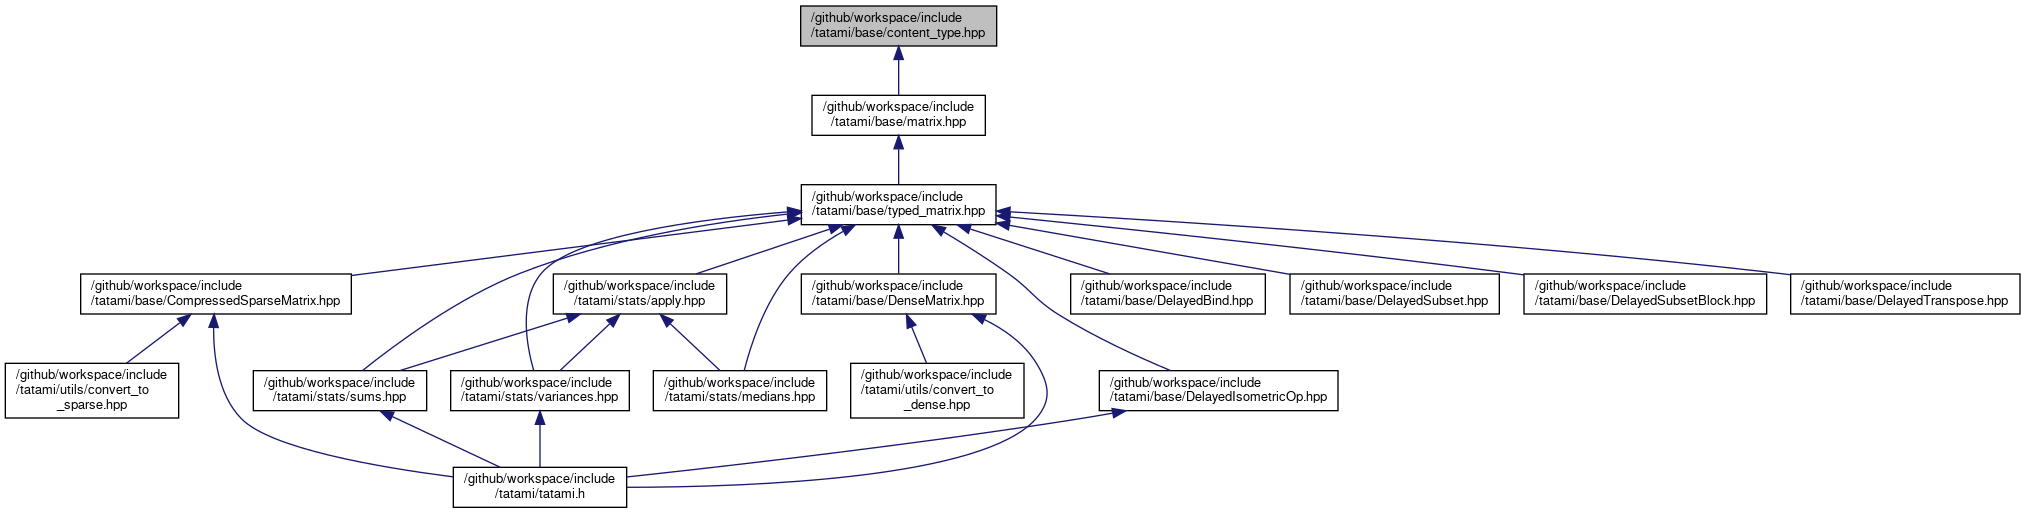 /github/workspace/include
/tatami/base/content_type.hpp
/github/workspace/include
/tatami/base/matrix.hpp
/github/workspace/include
/tatami/base/typed_matrix.hpp
/github/workspace/include
/tatami/base/CompressedSparseMatrix.hpp
/github/workspace/include
/tatami/stats/apply.hpp
/github/workspace/include
/tatami/base/DenseMatrix.hpp
/github/workspace/include
/tatami/base/DelayedBind.hpp
/github/workspace/include
/tatami/base/DelayedSubset.hpp
/github/workspace/include
/tatami/base/DelayedSubsetBlock.hpp
/github/workspace/include
/tatami/base/DelayedTranspose.hpp
/github/workspace/include
/tatami/utils/convert_to
_sparse.hpp
/github/workspace/include
/tatami/stats/sums.hpp
/github/workspace/include
/tatami/stats/variances.hpp
/github/workspace/include
/tatami/stats/medians.hpp
/github/workspace/include
/tatami/utils/convert_to
_dense.hpp
/github/workspace/include
/tatami/base/DelayedIsometricOp.hpp
/github/workspace/include
/tatami/tatami.h